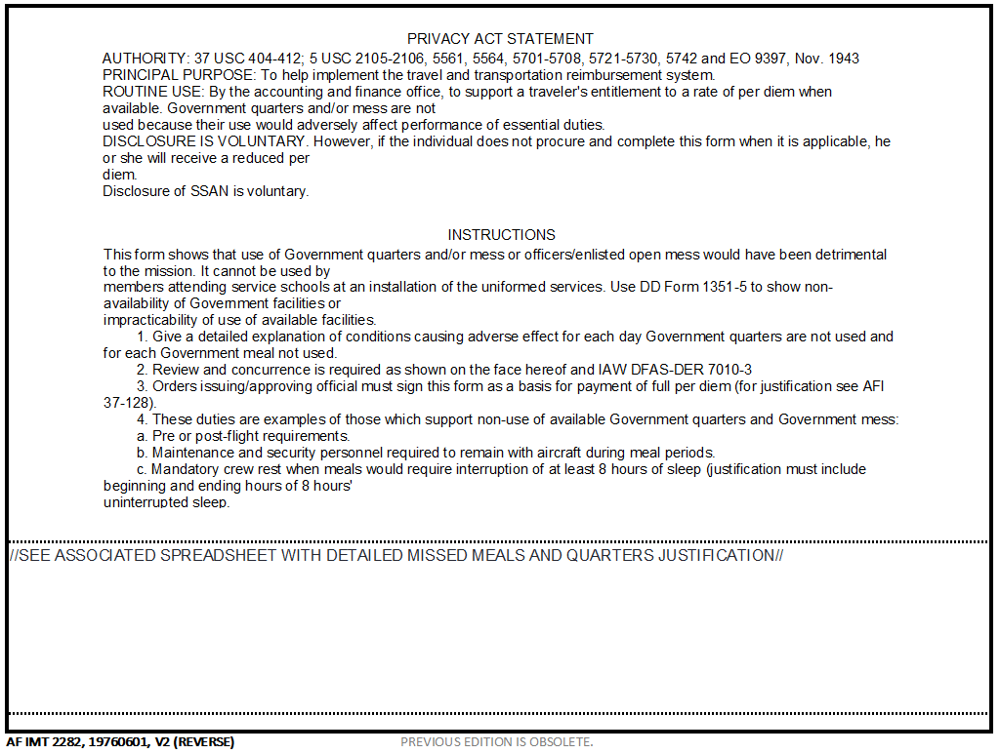 PRIVACY ACT STATEMENT
AUTHORITY: 37 USC 404-412; 5 USC 2105-2106, 5561, 5564, 5701-5708, 5721-5730, 5742 and EO 9397, Nov. 1943
PRINCIPAL PURPOSE: To help implement the travel and transportation reimbursement system.
ROUTINE USE: By the accounting and finance office, to support a traveler's entitlement to a rate of per diem when
available. Government quarters and/or mess are not
used because their use would adversely affect performance of essential duties.
DISCLOSURE IS VOLUNTARY. However, if the individual does not procure and complete this form when it is applicable, he
or she will receive a reduced per
diem.
Disclosure of SSAN is voluntary.
INSTRUCTIONS
This form shows that use of Government quarters and/or mess or officers/enlisted open mess would have been detrimental
to the mission. It cannot be used by
members attending service schools at an installation of the uniformed services. Use DD Form 1351-5 to show non-
availability of Government facilities or
impracticability of use of available facilities.
1. Give a detailed explanation of conditions causing adverse effect for each day Government quarters are not used and
for each Government meal not used.
2. Review and concurrence is required as shown on the face hereof and IAW DFAS-DER 7010-3
3. Orders issuing/approving official must sign this form as a basis for payment of full per diem (for justification see AFI
37-128).
4. These duties are examples of those which support non-use of available Government quarters and Government mess:
a. Pre or post-flight requirements.
b. Maintenance and security personnel required to remain with aircraft during meal periods.
c. Mandatory crew rest when meals would require interruption of at least 8 hours of sleep (justification must include
beginning and ending hours of 8 hours'
uninterrupted sleep.
//SEE ASSOCIATED SPREADSHEET WITH DETAILED MISSED MEALS AND QUARTERS JUSTIFICATION//
AF IMT 2282, 19760601, V2 (REVERSE) PREVIOUS EDITION IS OBSOLETE.